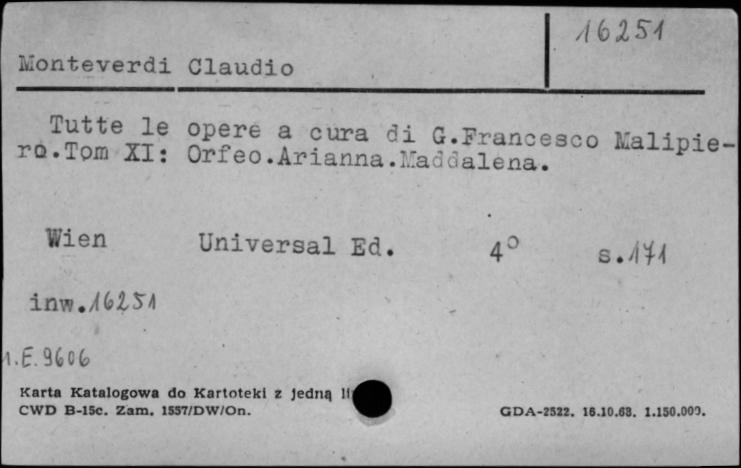 16251
Monteverdi Claudio
Tutte le opere a cura di G.Francesco Malipie-
ro.Tom XI: Orfeo.Arianna.Maddalena.
Wien Universal Ed. 4° s.171
inw.16251
1.E.9606
Karta Katalogowa do Kartoteki z jedną
CWD B-15c. Zam. 1557/DW/On. GDA-2522. 16.10.63. 1.150.000.